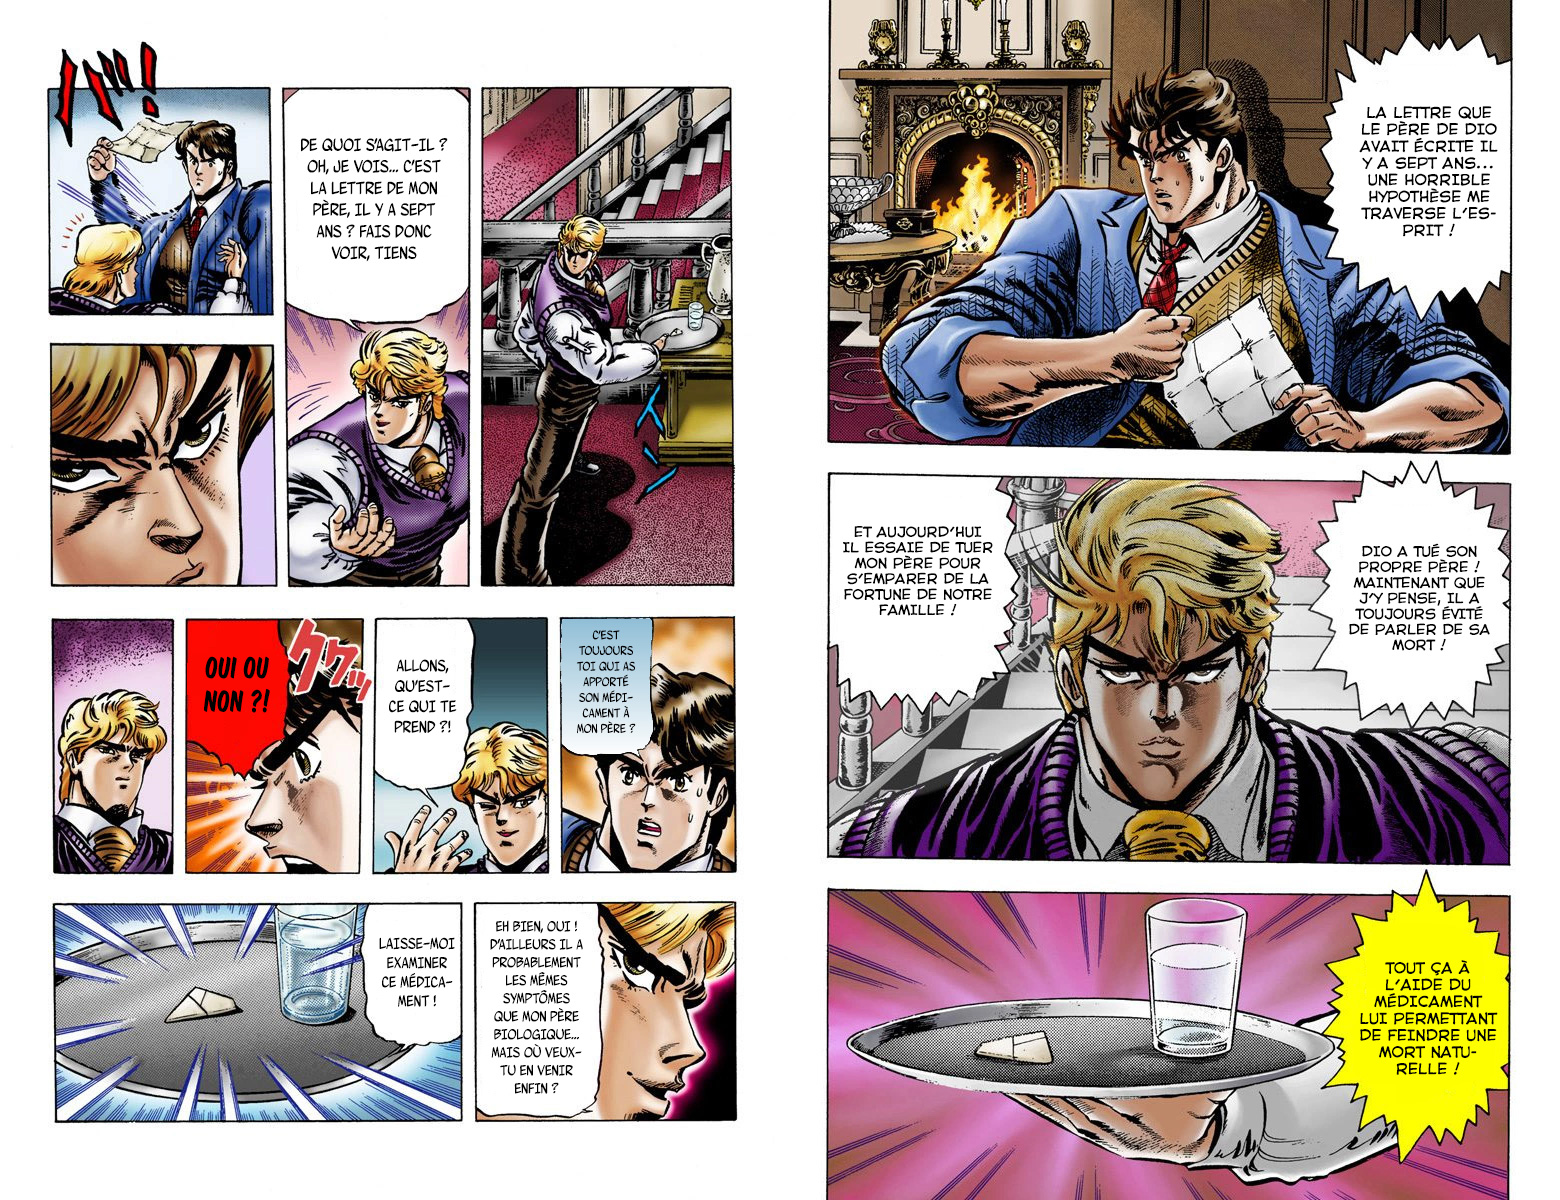 LA LETTRE QUE
LE PÈRE DE DIO
AVAIT ÉCRITE IL
Y A SEPT ANS...
UNE HORRIBLE
HYPOTHÈSE ME
TRAVERSE L'ES-
PRIT !
DIO A TUÉ SON
PROPRE PÈRE !
MAINTENANT QUE
J'Y PENSE, IL A
TOUJOURS ÉVITÉ
DE PARLER DE SA
MORT !
ET AUJOURD'HUI
IL ESSAIE DE TUER
MON PÈRE POUR
S'EMPARER DE LA
FORTUNE DE NOTRE
FAMILLE !
TOUT ÇA À
L'AIDE DU
MÉDICAMENT
LUI PERMETTANT
DE FEINDRE UNE
MORT NATU-
RELLE !
DE QUOI S'AGIT-IL ?
OH, JE VOIS... C'EST
LA LETTRE DE MON
PÈRE, IL Y A SEPT
ANS ? FAIS DONC
VOIR, TIENS
バッ!
C'EST
TOUJOURS
TOI QUI AS
APPORTÉ
SON MÉDI-
CAMENT À
MON PÈRE ?
ALLONS,
QU'EST-
CE QUI TE
PREND ?!
OUI OU
NON ?!
クワッ
EH BIEN, OUI !
D'AILLEURS IL A
PROBABLEMENT
LES MÊMES
SYMPTÔMES
QUE MON PÈRE
BIOLOGIQUE...
MAIS OÙ VEUX-
TU EN VENIR
ENFIN ?
LAISSE-MOI
EXAMINER
CE MÉDICA-
MENT !